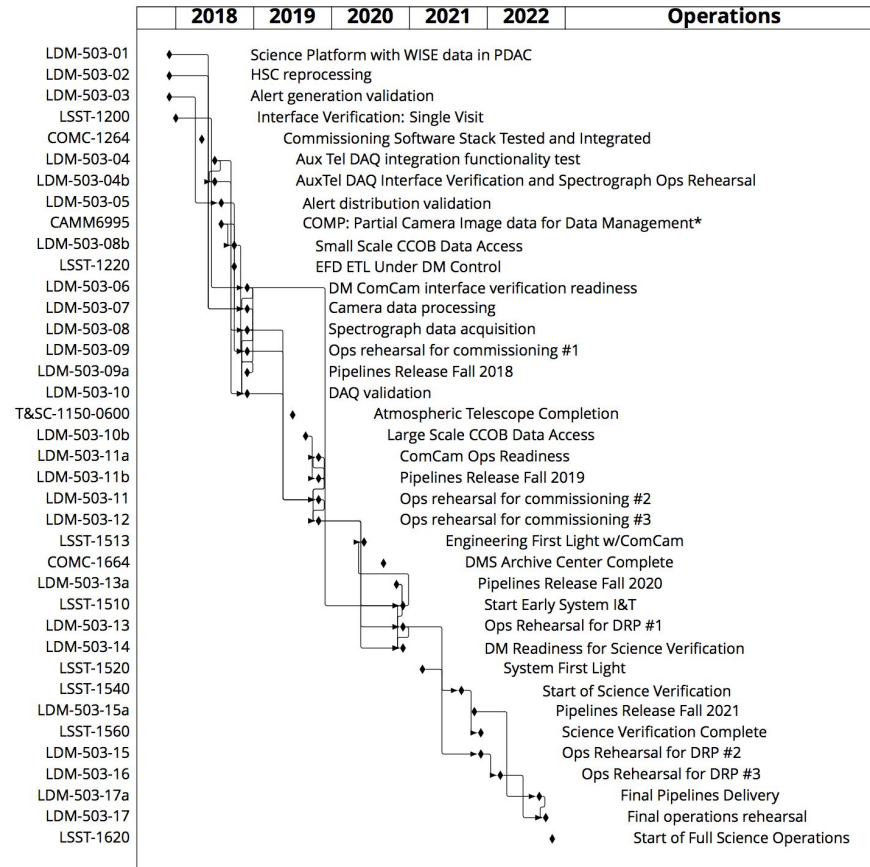 2018 2019 2020 2021 2022 Operations
LDM-503-01 Science Platform with WISE data in PDAC
LDM-503-02 HSC reprocessing
LDM-503-03 Alert generation validation
LSST-1200 Interface Verification: Single Visit
COMC-1264 Commissioning Software Stack Tested and Integrated
LDM-503-04 Aux Tel DAQ integration functionality test
LDM-503-04b AuxTel DAQ Interface Verification and Spectrograph Ops Rehearsal
LDM-503-05 Alert distribution validation
CAMM6995 COMP: Partial Camera Image data for Data Management*
LDM-503-08b Small Scale CCOB Data Access
LSST-1220 EFD ETL Under DM Control
LDM-503-06 DM ComCam interface verification readiness
LDM-503-07 Camera data processing
LDM-503-08 Spectrograph data acquisition
LDM-503-09 Ops rehearsal for commissioning #1
LDM-503-09a Pipelines Release Fall 2018
LDM-503-10 DAQ validation
T&SC-1150-0600 Atmospheric Telescope Completion
LDM-503-10b Large Scale CCOB Data Access
LDM-503-11a ComCam Ops Readiness
LDM-503-11b Pipelines Release Fall 2019
LDM-503-11 Ops rehearsal for commissioning #2
LDM-503-12 Ops rehearsal for commissioning #3
LSST-1513 Engineering First Light w/ComCam
COMC-1664 DMS Archive Center Complete
LDM-503-13a Pipelines Release Fall 2020
LSST-1510 Start Early System I&T
LDM-503-13 Ops Rehearsal for DRP #1
LDM-503-14 DM Readiness for Science Verification
LSST-1520 System First Light
LSST-1540 Start of Science Verification
LDM-503-15a Pipelines Release Fall 2021
LSST-1560 Science Verification Complete
LDM-503-15 Ops Rehearsal for DRP #2
LDM-503-16 Ops Rehearsal for DRP #3
LDM-503-17a Final Pipelines Delivery
LDM-503-17 Final operations rehearsal
LSST-1620 Start of Full Science Operations